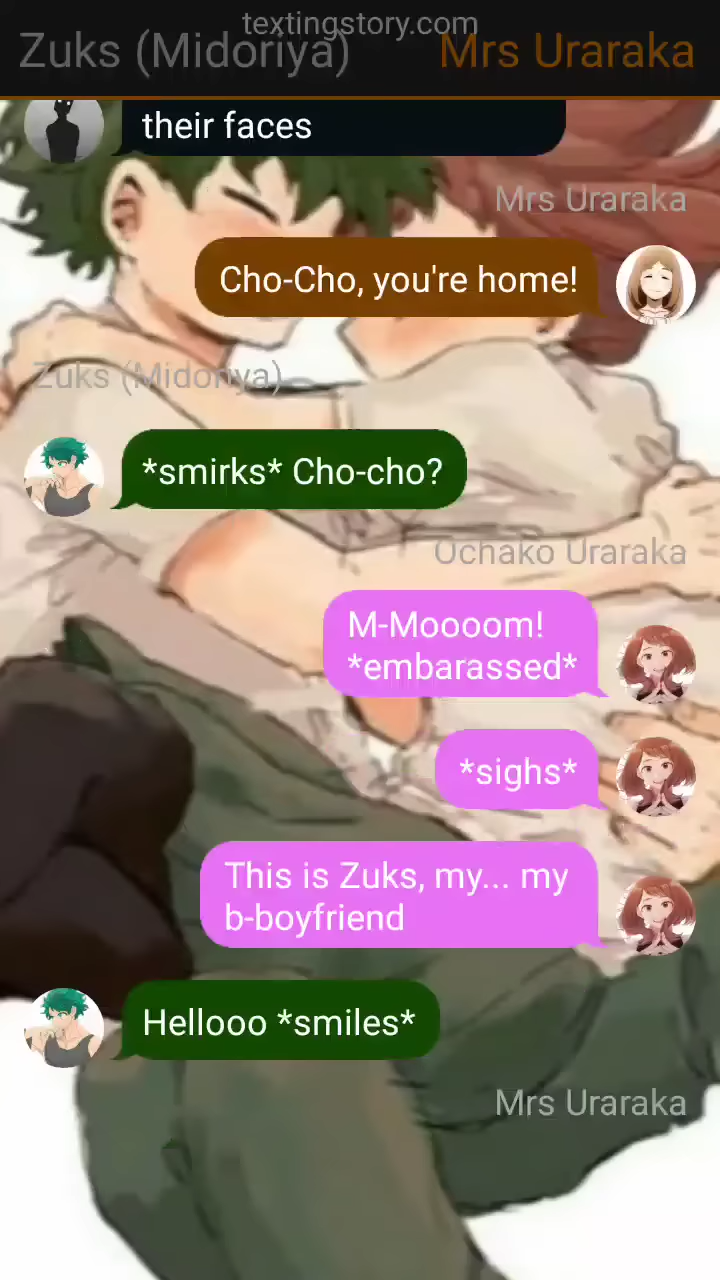 textingstory.com
Zuks (Midoriya) Mrs Uraraka
their faces
Mrs Uraraka
Cho-Cho, you're home!
Zuks (Midoriya)
*smirks* Cho-cho?
Ochako Uraraka
M-Moooom!
*embarassed*
*sighs*
This is Zuks, my... my
b-boyfriend
Hellooo *smiles*
Mrs Uraraka